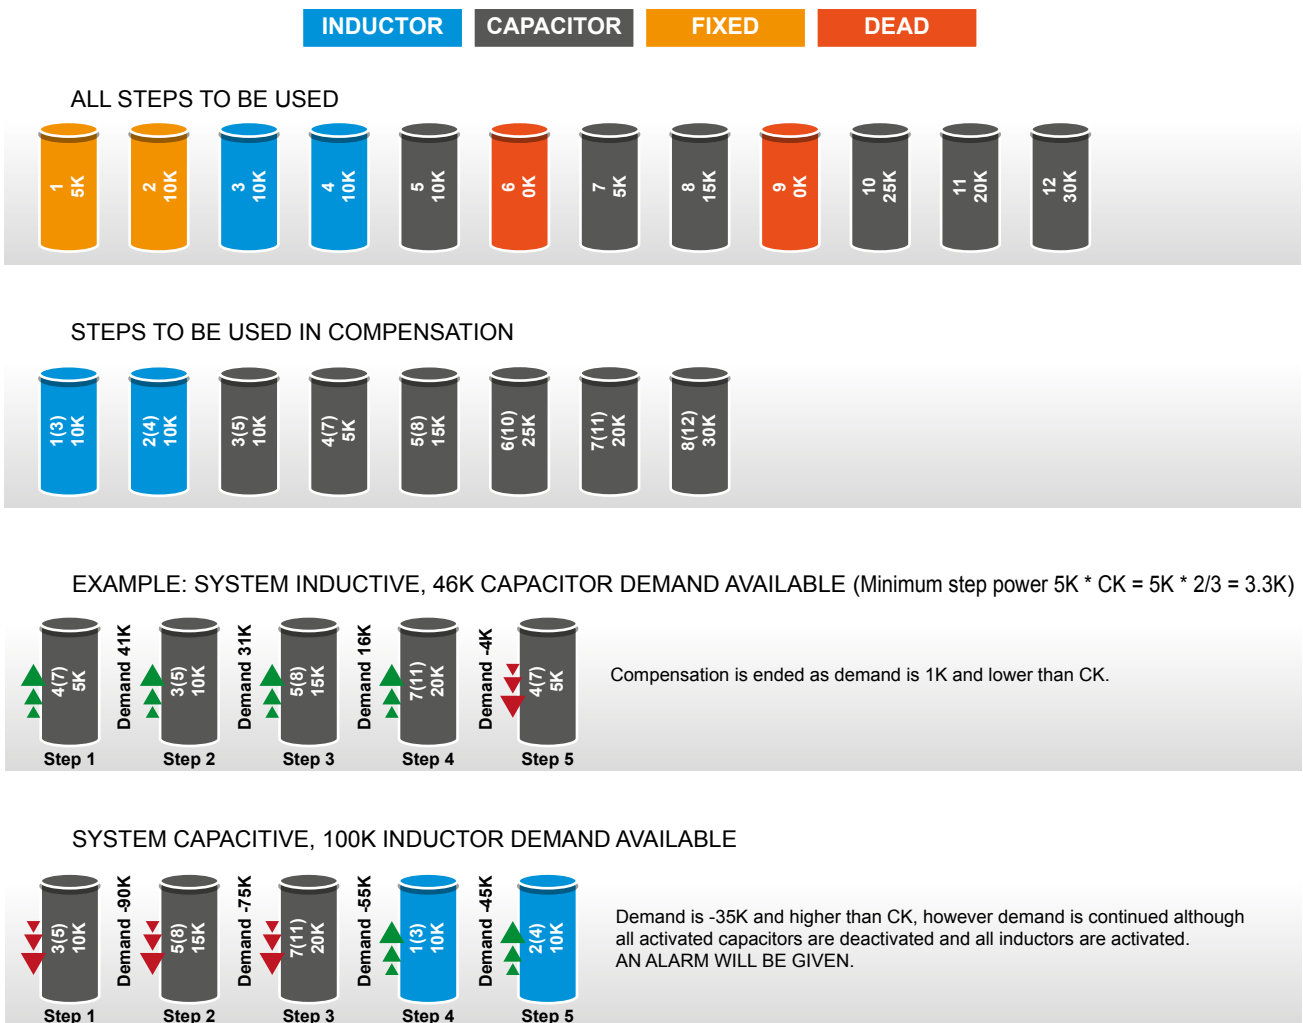 INDUCTOR CAPACITOR FIXED DEAD
ALL STEPS TO BE USED
1 5K
2 10K
3 10K
4 10K
5 10K
6 0K
7 5K
8 15K
9 0K
10 25K
11 20K
12 30K
STEPS TO BE USED IN COMPENSATION
1(3) 10K
2(4) 10K
3(5) 10K
4(7) 5K
5(8) 15K
6(10) 25K
7(11) 20K
8(12) 30K
EXAMPLE: SYSTEM INDUCTIVE, 46K CAPACITOR DEMAND AVAILABLE (Minimum step power 5K * CK = 5K * 2/3 = 3.3K)
4(7) 5K
Demand 41K
3(5) 10K
Demand 31K
5(8) 15K
Demand 16K
7(11) 20K
Demand -4K
4(7) 5K
Compensation is ended as demand is 1K and lower than CK.
Step 1 Step 2 Step 3 Step 4 Step 5
SYSTEM CAPACITIVE, 100K INDUCTOR DEMAND AVAILABLE
3(5) 10K
Demand -90K
5(8) 15K
Demand -75K
7(11) 20K
Demand -55K
1(3) 10K
Demand -45K
2(4) 10K
Demand is -35K and higher than CK, however demand is continued although
all activated capacitors are deactivated and all inductors are activated.
AN ALARM WILL BE GIVEN.
Step 1 Step 2 Step 3 Step 4 Step 5